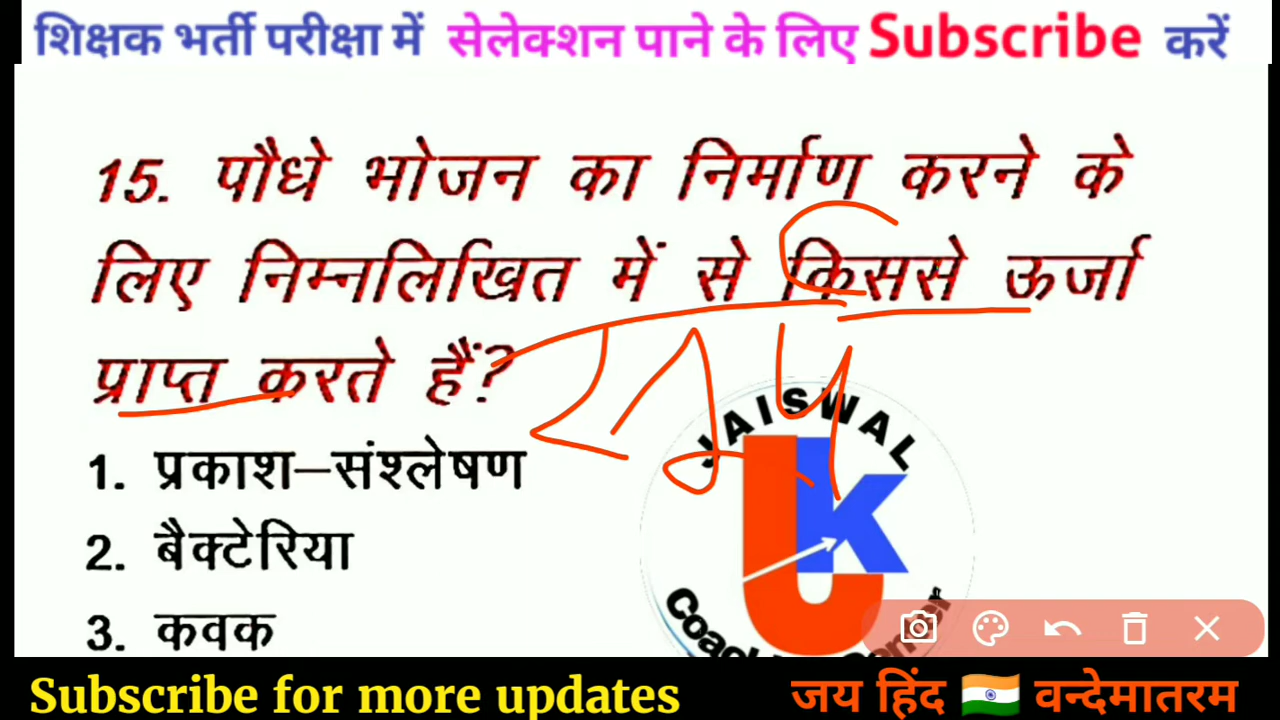 शिक्षक भर्ती परीक्षा में सेलेक्शन पाने के लिए Subscribe करें
15. पौधे भोजन का निर्माण करने के
लिए निम्नलिखित में से किससे ऊर्जा
प्राप्त करते हैं?
1. प्रकाश–संश्लेषण
2. बैक्टेरिया
3. कवक
JAISWAL
UK
Subscribe for more updates
जय हिंद वन्देमातरम